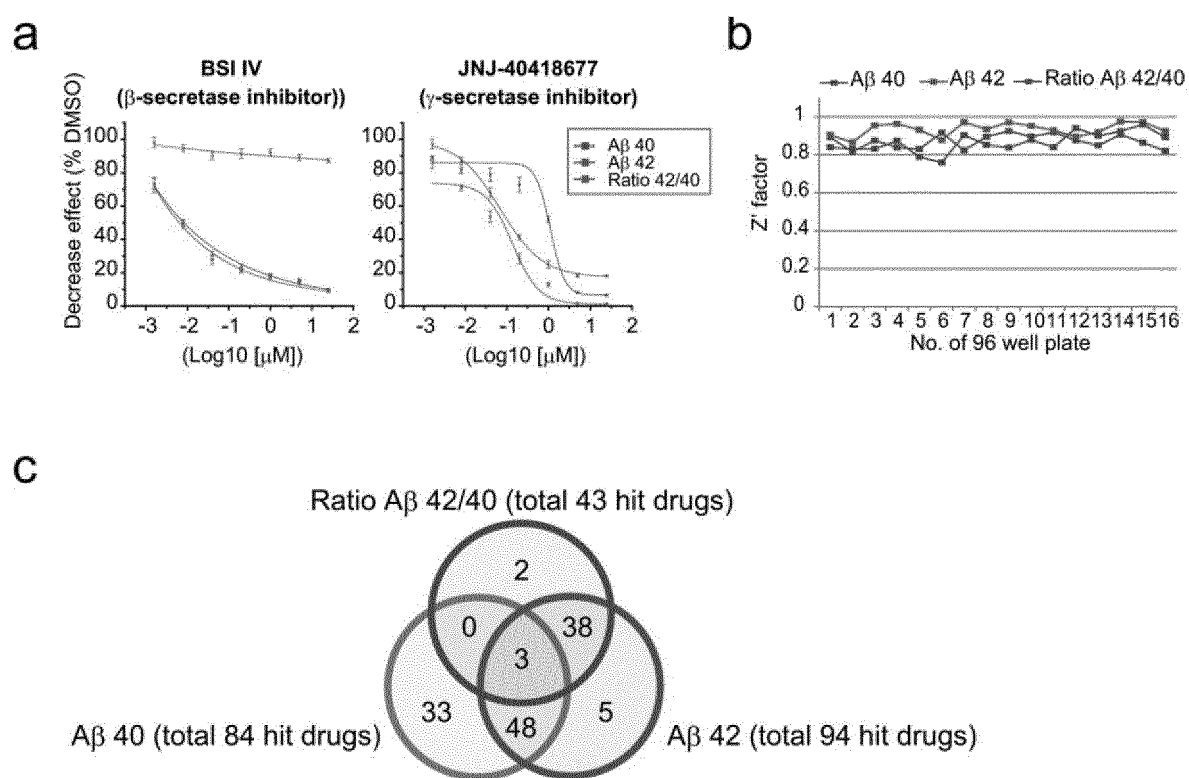 a
BSI IV
(β-secretase inhibitor))
JNJ-40418677
(γ-secretase inhibitor)
Decrease effect (% DMSO)
100
80
60
40
20
0
-3 -2 -1 0 1 2
(Log10 [μM])
100
80
60
40
20
0
-3 -2 -1 0 1 2
(Log10 [μM])
Aβ 40
Aβ 42
Ratio 42/40
b
Aβ 40 Aβ 42 Ratio Aβ 42/40
Z' factor
1
0.8
0.6
0.4
0.2
0
1 2 3 4 5 6 7 8 9 10 11 12 13 14 15 16
No. of 96 well plate
c
Ratio Aβ 42/40 (total 43 hit drugs)
2
0
38
3
33
48
5
Aβ 40 (total 84 hit drugs)
Aβ 42 (total 94 hit drugs)